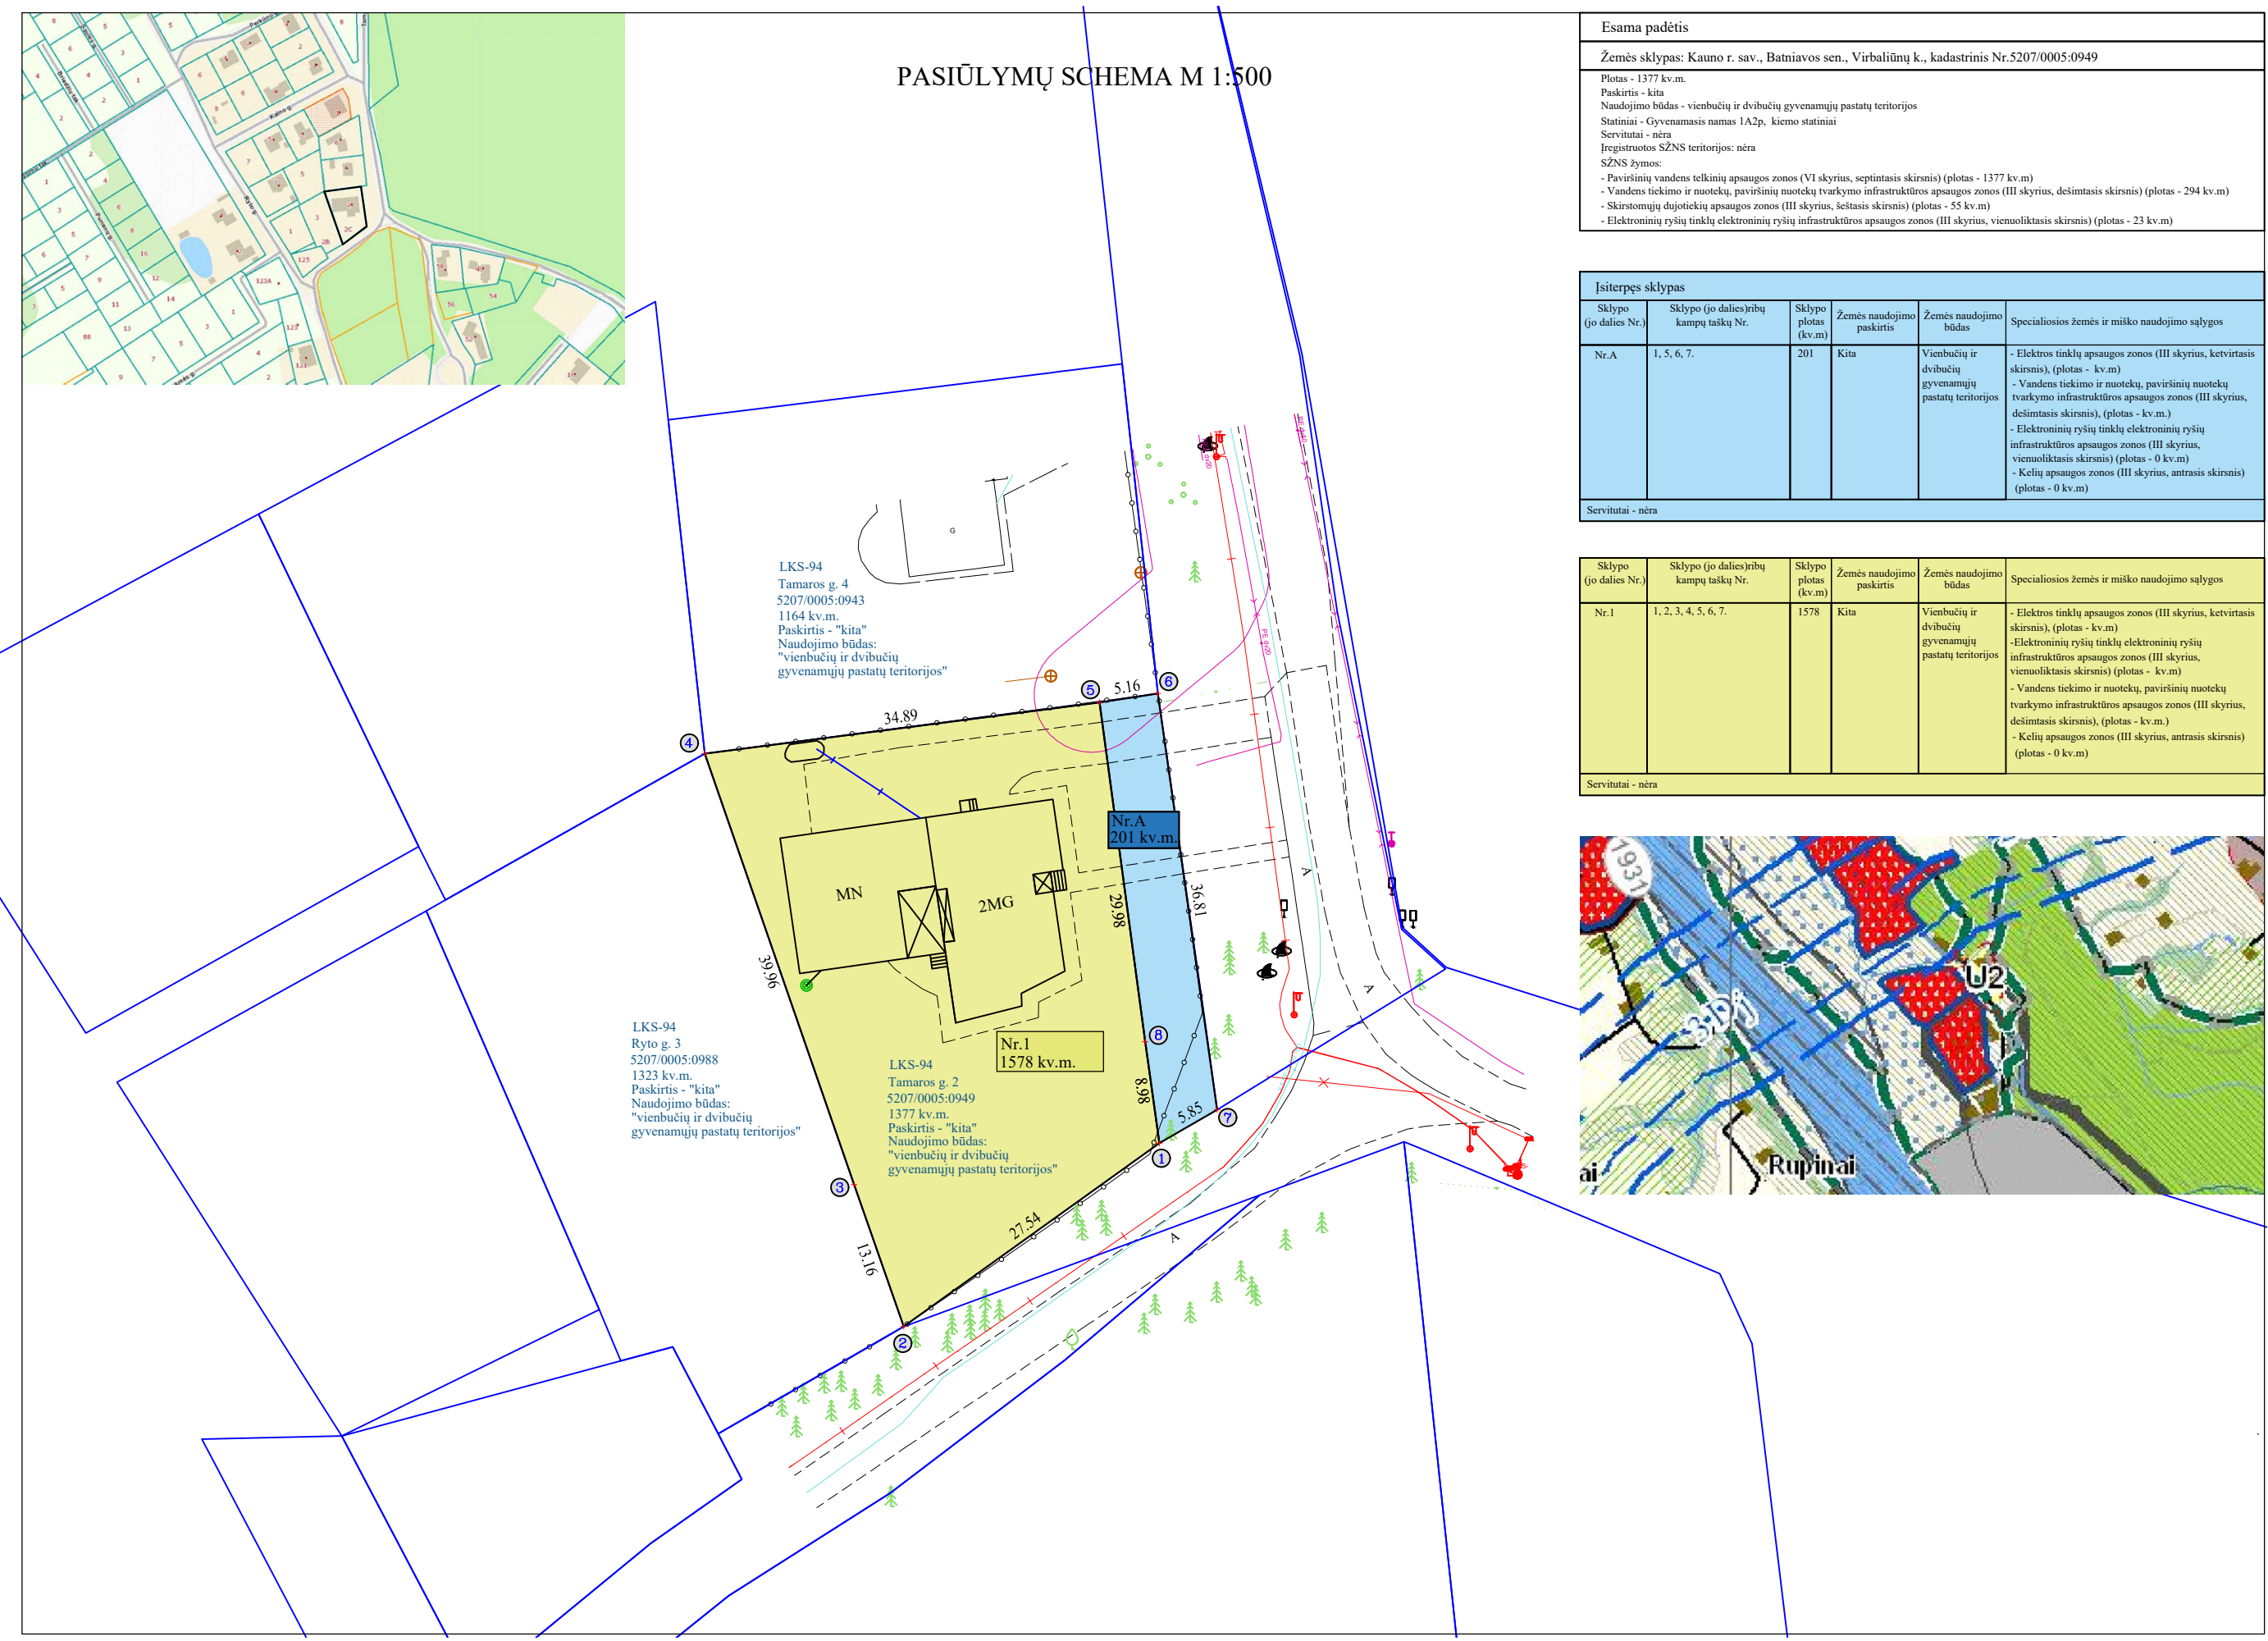 PASIŪLYMŲ SCHEMA M 1:500
Esama padėtis
Žemės sklypas: Kauno r. sav., Batniavos sen., Virbaliūnų k., kadastrinis Nr.5207/0005:0949
Plotas - 1377 kv.m.
Paskirtis - kita
Naudojimo būdas - vienbučių ir dvibučių gyvenamųjų pastatų teritorijos
Statiniai - Gyvenamasis namas 1A2p, kiemo statiniai
Servitutai - nėra
Įregistruotos SŽNS teritorijos: nėra
SŽNS žymos:
- Paviršinių vandens telkinių apsaugos zonos (VI skyrius, septintasis skirsnis) (plotas - 1377 kv.m)
- Vandens tiekimo ir nuotekų, paviršinių nuotekų tvarkymo infrastruktūros apsaugos zonos (III skyrius, dešimtasis skirsnis) (plotas - 294 kv.m)
- Skirstomųjų dujotiekių apsaugos zonos (III skyrius, šeštasis skirsnis) (plotas - 55 kv.m)
- Elektroninių ryšių tinklų elektroninių ryšių infrastruktūros apsaugos zonos (III skyrius, vienuoliktasis skirsnis) (plotas - 23 kv.m)
Įsiterpęs sklypas
Sklypo
(jo dalies Nr.)
Sklypo (jo dalies)ribų
kampų taškų Nr.
Sklypo
plotas
(kv.m)
Žemės naudojimo
paskirtis
Žemės naudojimo
būdas
Specialiosios žemės ir miško naudojimo sąlygos
Nr.A
1, 5, 6, 7.
201
Kita
Vienbučių ir
dvibučių
gyvenamųjų
pastatų teritorijos
- Elektros tinklų apsaugos zonos (III skyrius, ketvirtasis
skirsnis), (plotas - kv.m)
- Vandens tiekimo ir nuotekų, paviršinių nuotekų
tvarkymo infrastruktūros apsaugos zonos (III skyrius,
dešimtasis skirsnis), (plotas - kv.m.)
- Elektroninių ryšių tinklų elektroninių ryšių
infrastruktūros apsaugos zonos (III skyrius,
vienuoliktasis skirsnis) (plotas - 0 kv.m)
- Kelių apsaugos zonos (III skyrius, antrasis skirsnis)
(plotas - 0 kv.m)
Servitutai - nėra
Sklypo
(jo dalies Nr.)
Sklypo (jo dalies)ribų
kampų taškų Nr.
Sklypo
plotas
(kv.m)
Žemės naudojimo
paskirtis
Žemės naudojimo
būdas
Specialiosios žemės ir miško naudojimo sąlygos
Nr.1
1, 2, 3, 4, 5, 6, 7.
1578
Kita
Vienbučių ir
dvibučių
gyvenamųjų
pastatų teritorijos
- Elektros tinklų apsaugos zonos (III skyrius, ketvirtasis
skirsnis), (plotas - kv.m)
-Elektroninių ryšių tinklų elektroninių ryšių
infrastruktūros apsaugos zonos (III skyrius,
vienuoliktasis skirsnis) (plotas - kv.m)
- Vandens tiekimo ir nuotekų, paviršinių nuotekų
tvarkymo infrastruktūros apsaugos zonos (III skyrius,
dešimtasis skirsnis), (plotas - kv.m.)
- Kelių apsaugos zonos (III skyrius, antrasis skirsnis)
(plotas - 0 kv.m)
Servitutai - nėra
G
LKS-94
Tamaros g. 4
5207/0005:0943
1164 kv.m.
Paskirtis - "kita"
Naudojimo būdas:
"vienbučių ir dvibučių
gyvenamųjų pastatų teritorijos"
5
5.16
6
34.89
4
Nr.A
201 kv.m.
MN
2MG
29.98
36.81
39.96
8
Nr.1
1578 kv.m.
8.98
5.85
7
1
LKS-94
Ryto g. 3
5207/0005:0988
1323 kv.m.
Paskirtis - "kita"
Naudojimo būdas:
"vienbučių ir dvibučių
gyvenamųjų pastatų teritorijos"
LKS-94
Tamaros g. 2
5207/0005:0949
1377 kv.m.
Paskirtis - "kita"
Naudojimo būdas:
"vienbučių ir dvibučių
gyvenamųjų pastatų teritorijos"
3
27.54
13.16
2
A
A
A
PE dv20
1931
U2
Rupinai
ai
Ryto g.
Kalno g.
123A
125
2B
2C